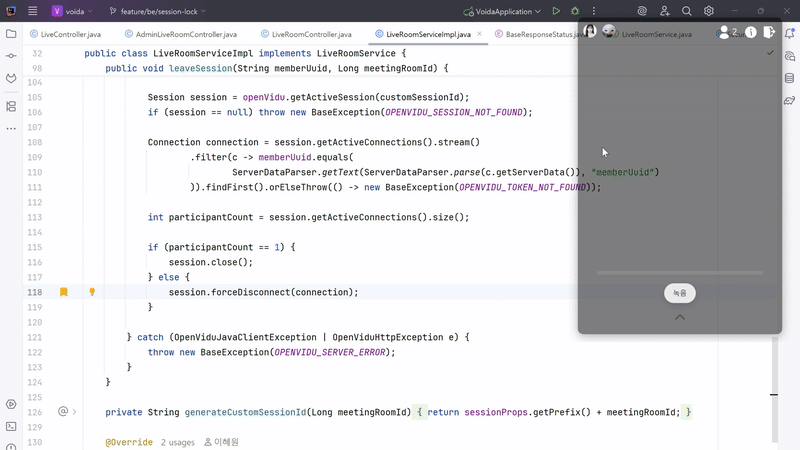 voida
feature/be/session-lock
VoidaApplication
LiveController.java
AdminLiveRoomController.java
LiveRoomController.java
LiveRoomServiceImpl.java
BaseResponseStatus.java
LiveRoomService.java
2
32 public class LiveRoomServiceImpl implements LiveRoomService {
68 public void leaveSession(String memberUuid, Long meetingRoomId) {
104
105 Session session = openVidu.getActiveSession(customSessionId);
106 if (session == null) throw new BaseException(OPENVIDU_SESSION_NOT_FOUND);
107
108 Connection connection = session.getActiveConnections().stream()
109 .filter(c -> memberUuid.equals(
110 ServerDataParser.getText(ServerDataParser.parse(c.getServerData()), "memberUuid")
111 )).findFirst().orElseThrow(() -> new BaseException(OPENVIDU_TOKEN_NOT_FOUND));
112
113 int participantCount = session.getActiveConnections().size();
114
115 if (participantCount == 1) {
116 session.close();
117 } else {
118 session.forceDisconnect(connection);
119 }
녹음
120
121 } catch (OpenViduJavaClientException | OpenViduHttpException e) {
122 throw new BaseException(OPENVIDU_SERVER_ERROR);
123 }
124 }
125
126 private String generateCustomSessionId(Long meetingRoomId) { return sessionProps.getPrefix() + meetingRoomId; }
129
130 @Override 2 usages 이혜원